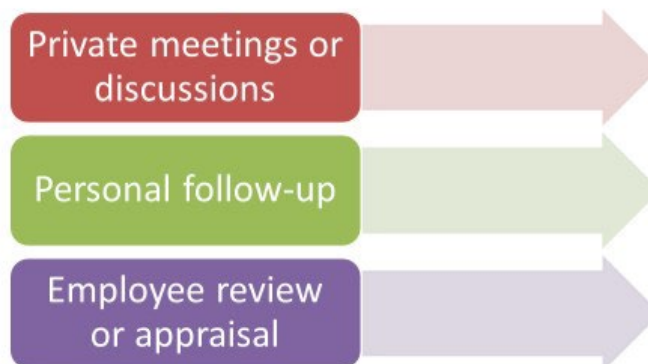 Private meetings or
discussions
Personal follow-up
Employee review
or appraisal